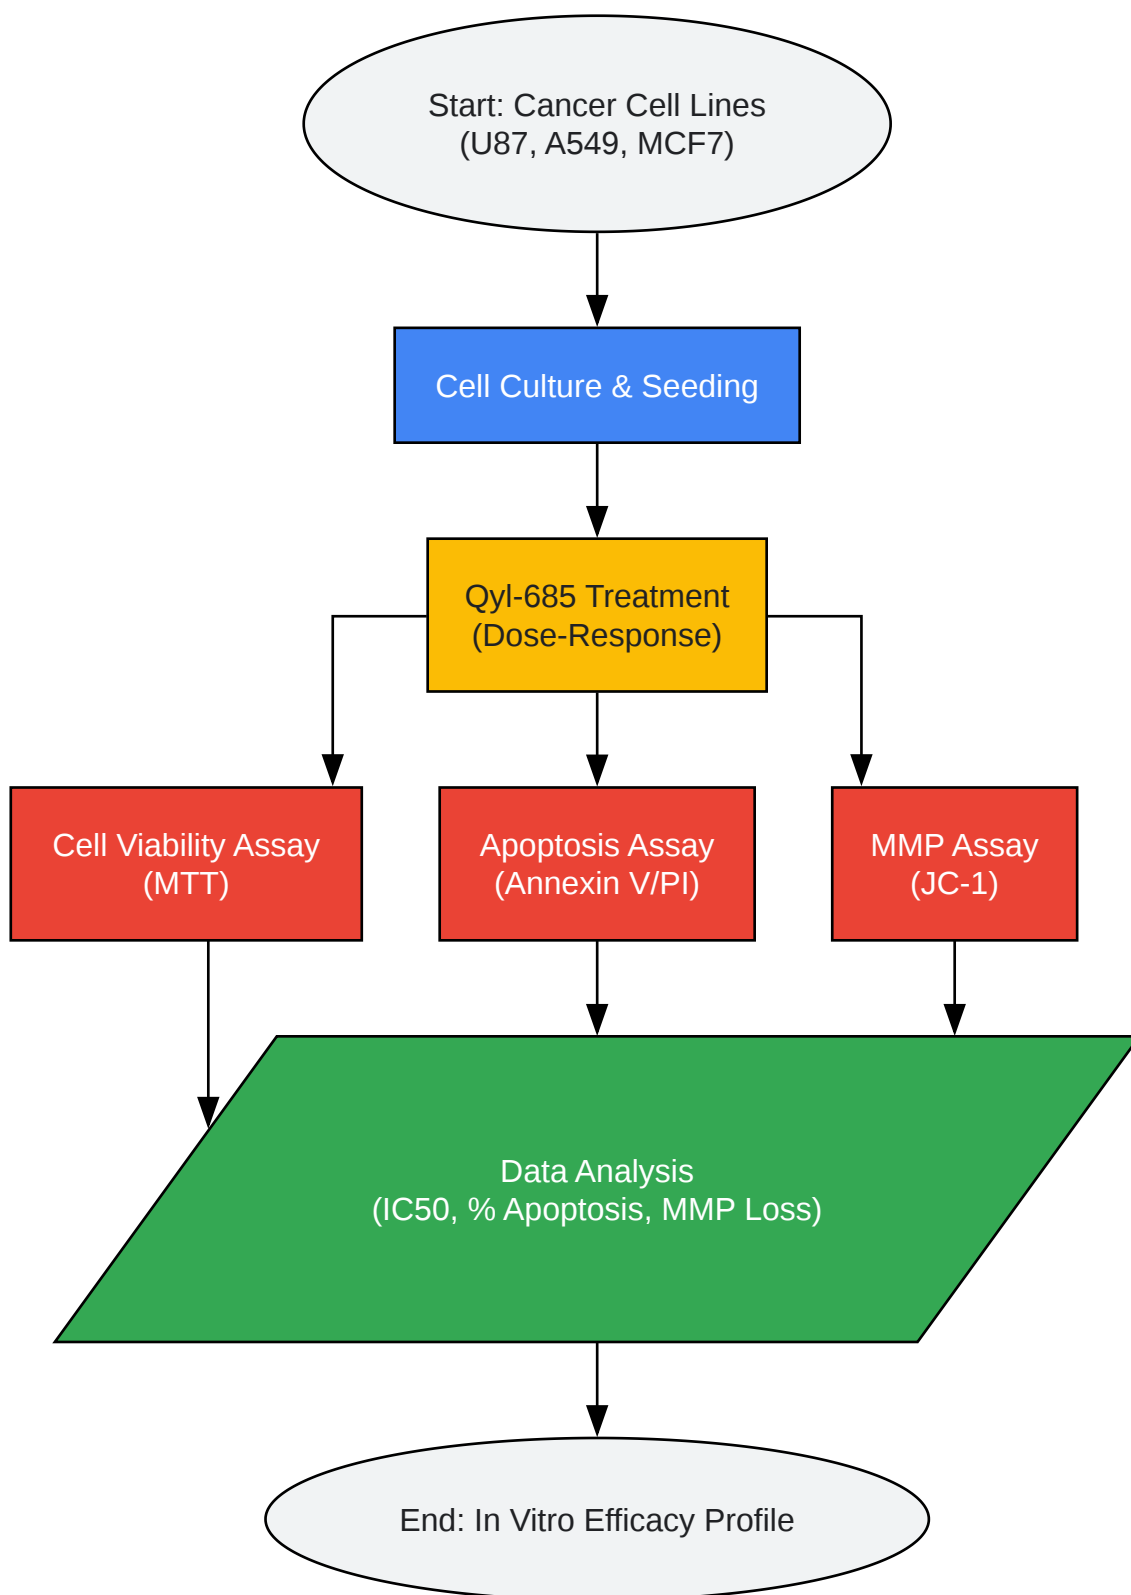 Start: Cancer Cell Lines
(U87, A549, MCF7)
Cell Culture & Seeding
Qyl-685 Treatment
(Dose-Response)
Cell Viability Assay
(MTT)
Apoptosis Assay
(Annexin V/PI)
MMP Assay
(JC-1)
Data Analysis
(IC50, % Apoptosis, MMP Loss)
End: In Vitro Efficacy Profile